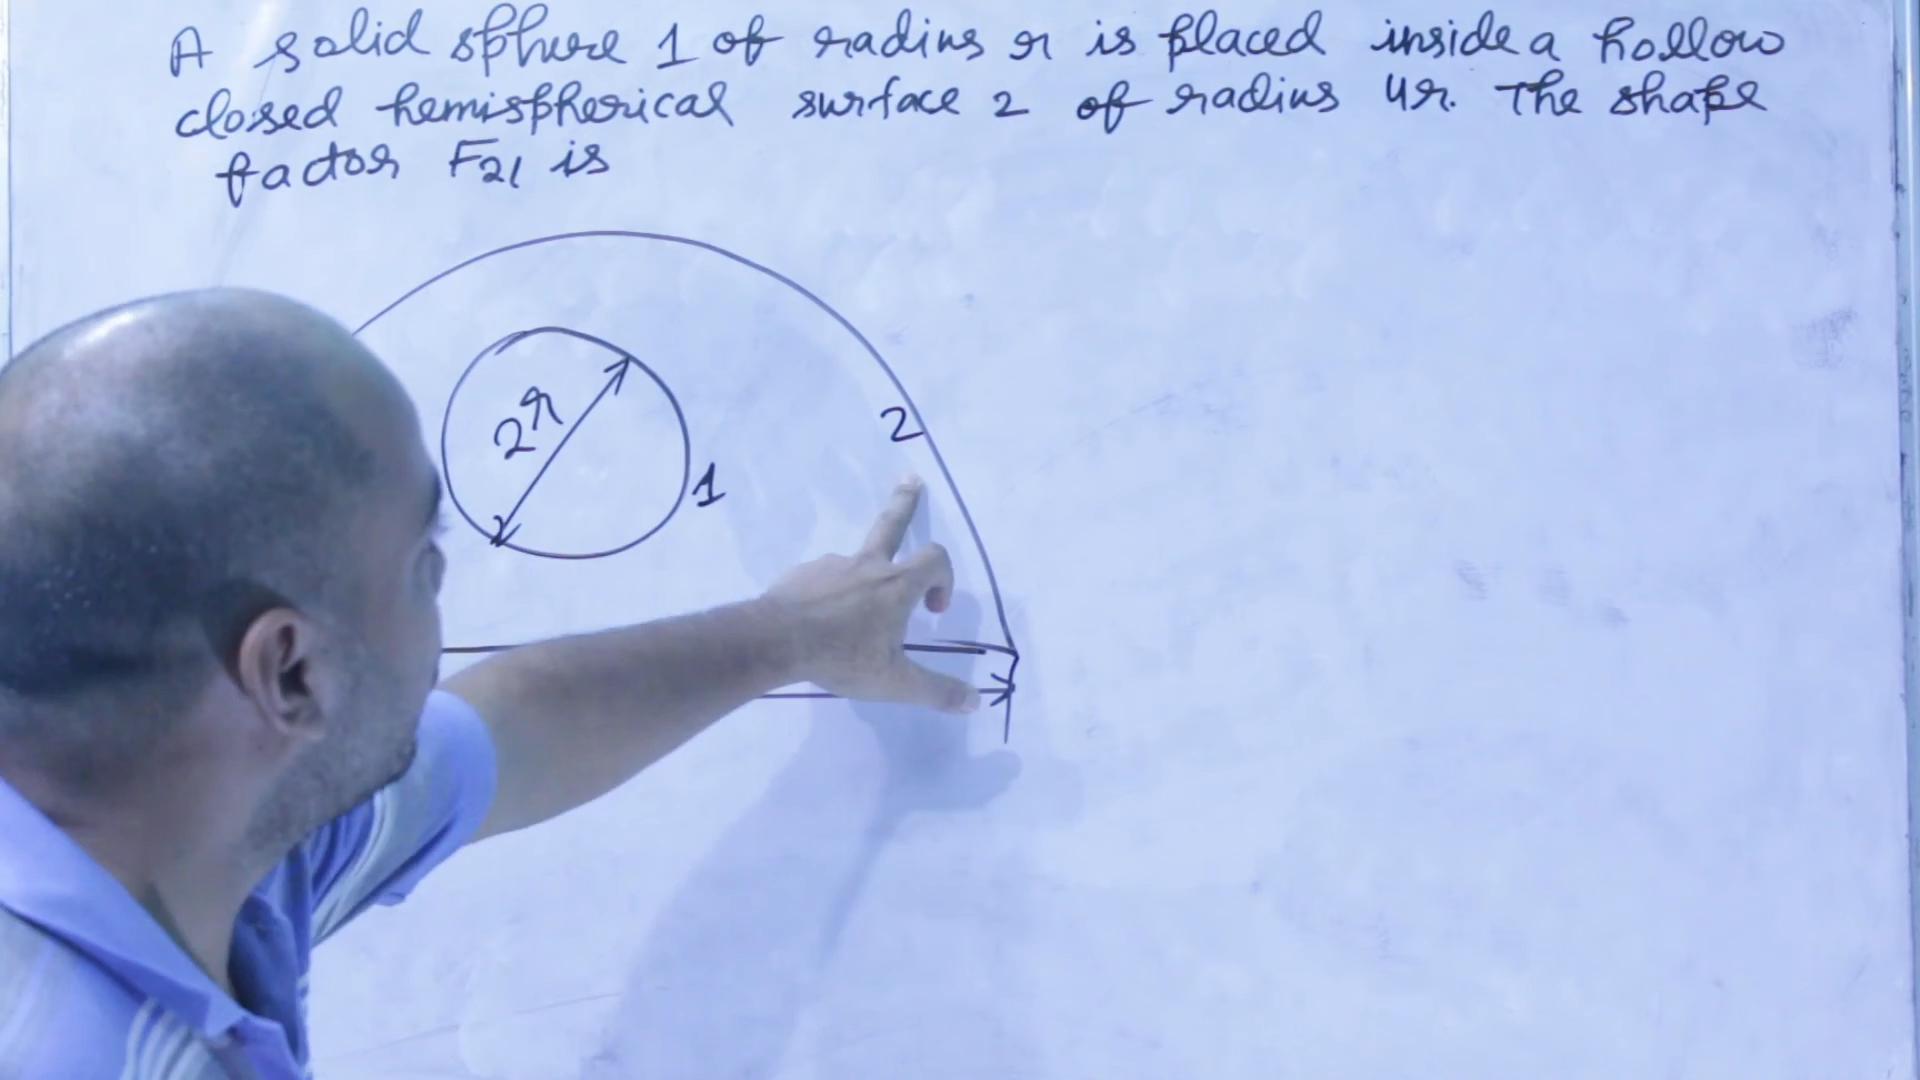 A solid sphere 1 of radius r is placed inside a hollow
closed hemispherical surface 2 of radius 4r. The shape
factor F21 is
2r
2
1